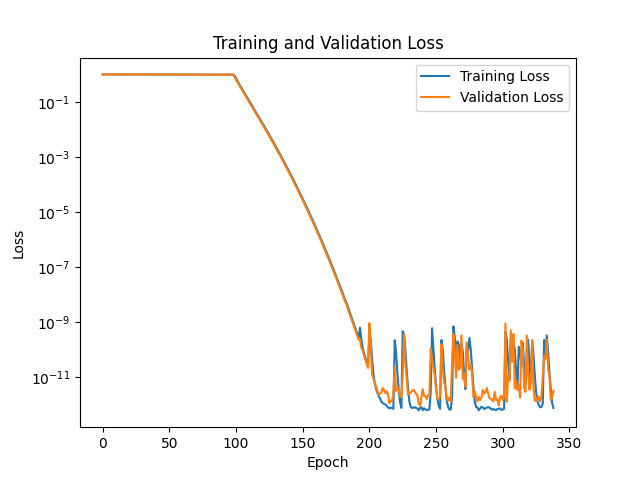 Training and Validation Loss
Training Loss
Validation Loss
Loss
10⁻¹
10⁻³
10⁻⁵
10⁻⁷
10⁻⁹
10⁻¹¹
0 50 100 150 200 250 300 350
Epoch